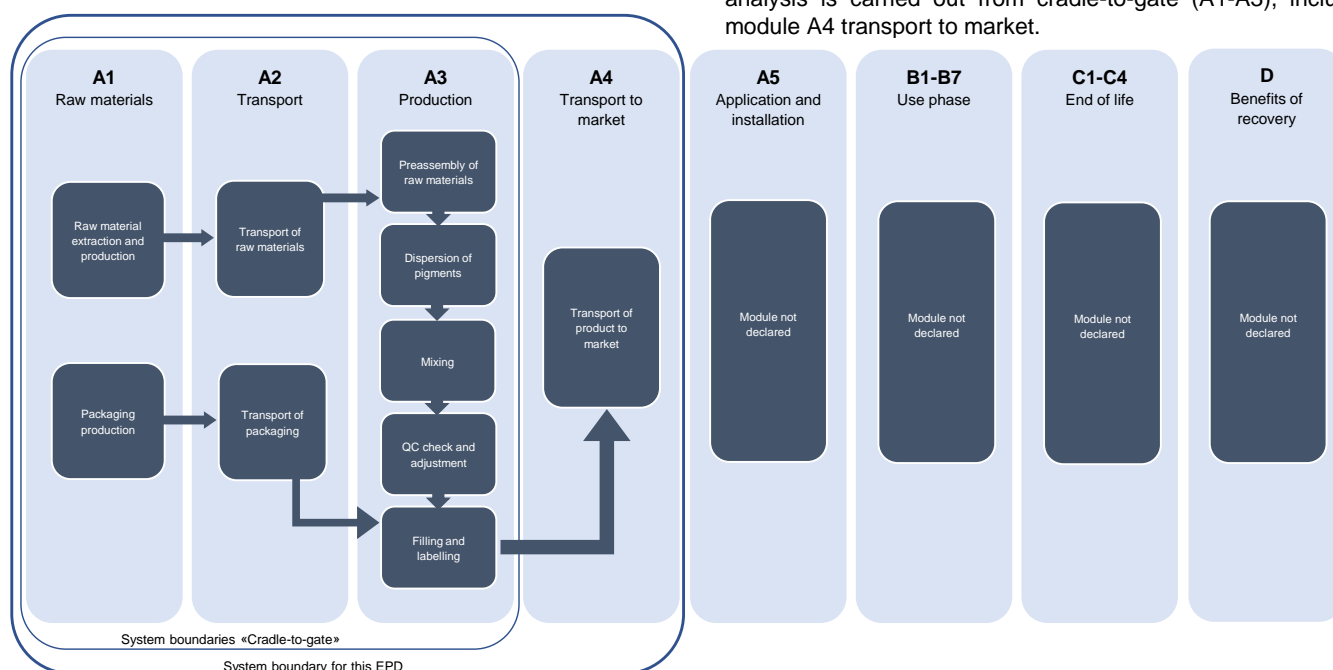 analysis is carried out from cradle-to-gate (A1-A3),
module A4 transport to market.
A1
Raw materials
A2
Transport
A3
Production
A4
Transport to
market
A5
Application and
installation
B1-B7
Use phase
C1-C4
End of life
D
Benefits of
recovery
Raw material
extraction and
production
Transport of
raw materials
Preassembly of
raw materials
Dispersion of
pigments
Mixing
QC check and
adjustment
Filling and
labelling
Packaging
production
Transport of
packaging
Transport of
product to
market
Module not
declared
Module not
declared
Module not
declared
Module not
declared
System boundaries «Cradle-to-gate»
System boundary for this EPD